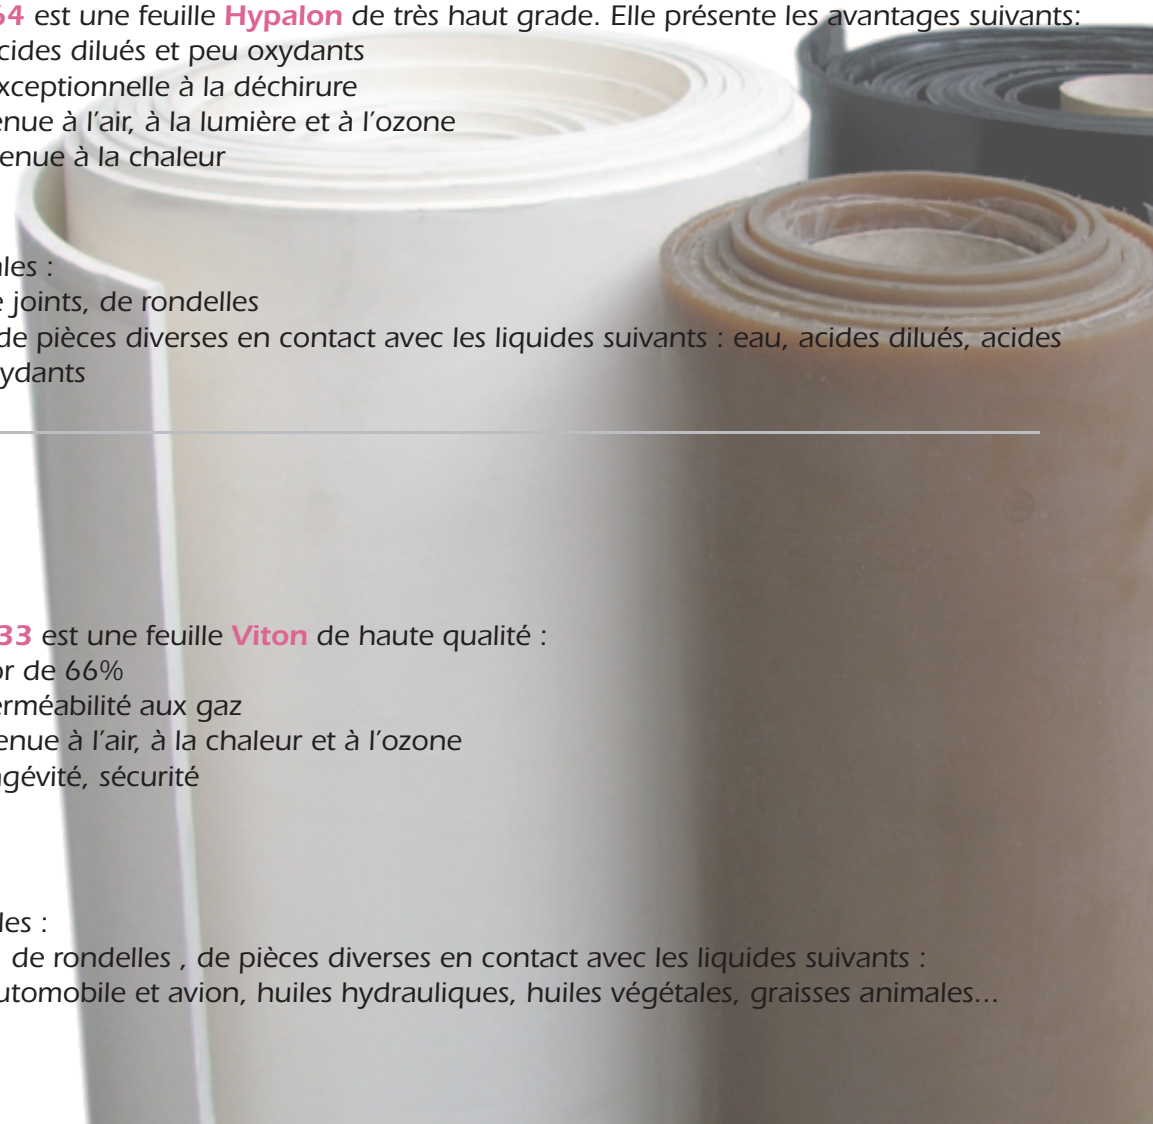 64 est une feuille Hypalon de très haut grade. Elle présente les avantages suivants:
cides dilués et peu oxydants
xceptionnelle à la déchirure
enue à l'air, à la lumière et à l'ozone
enue à la chaleur
ales :
e joints, de rondelles
de pièces diverses en contact avec les liquides suivants : eau, acides dilués, acides
ydants
33 est une feuille Viton de haute qualité :
or de 66%
erméabilité aux gaz
enue à l'air, à la chaleur et à l'ozone
ngévité, sécurité
les :
de rondelles , de pièces diverses en contact avec les liquides suivants :
utomobile et avion, huiles hydrauliques, huiles végétales, graisses animales...